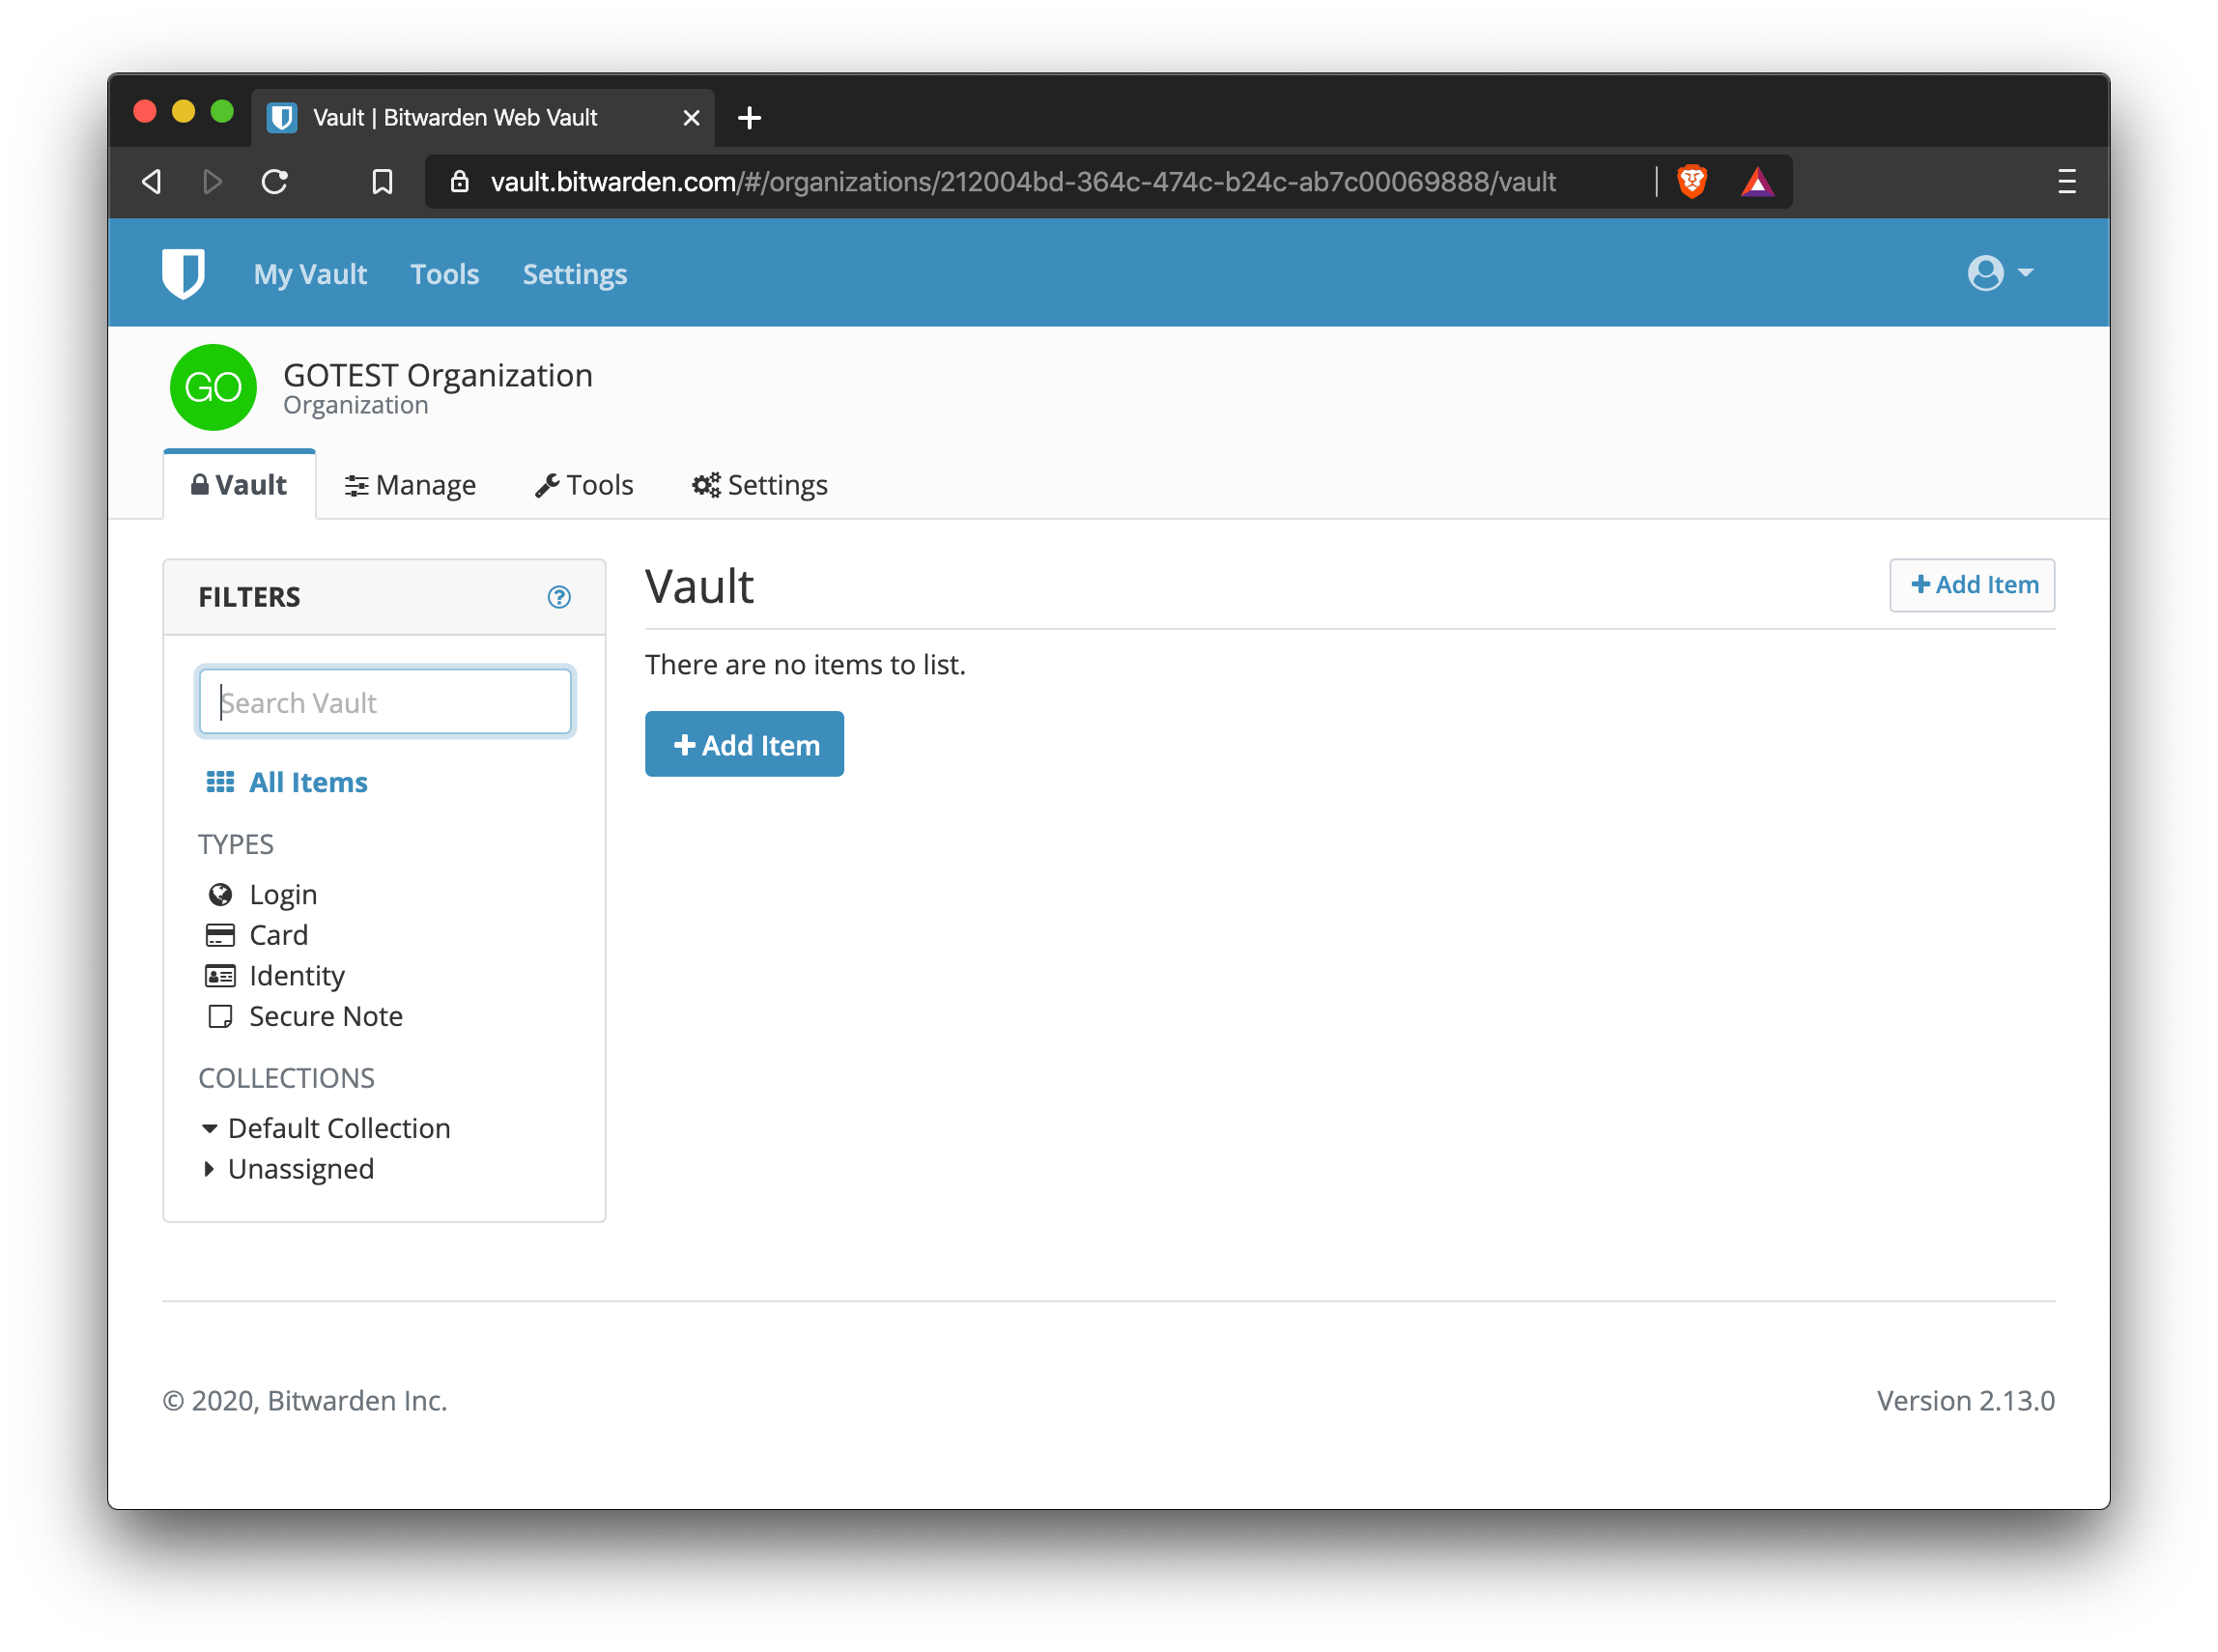 Vault | Bitwarden Web Vault
vault.bitwarden.com/#/organizations/212004bd-364c-474c-b24c-ab7c00069888/vault
My Vault Tools Settings
GO
GOTEST Organization
Organization
Vault Manage Tools Settings
FILTERS
Search Vault
All Items
TYPES
Login
Card
Identity
Secure Note
COLLECTIONS
Default Collection
Unassigned
Vault
Add Item
There are no items to list.
Add Item
© 2020, Bitwarden Inc.
Version 2.13.0